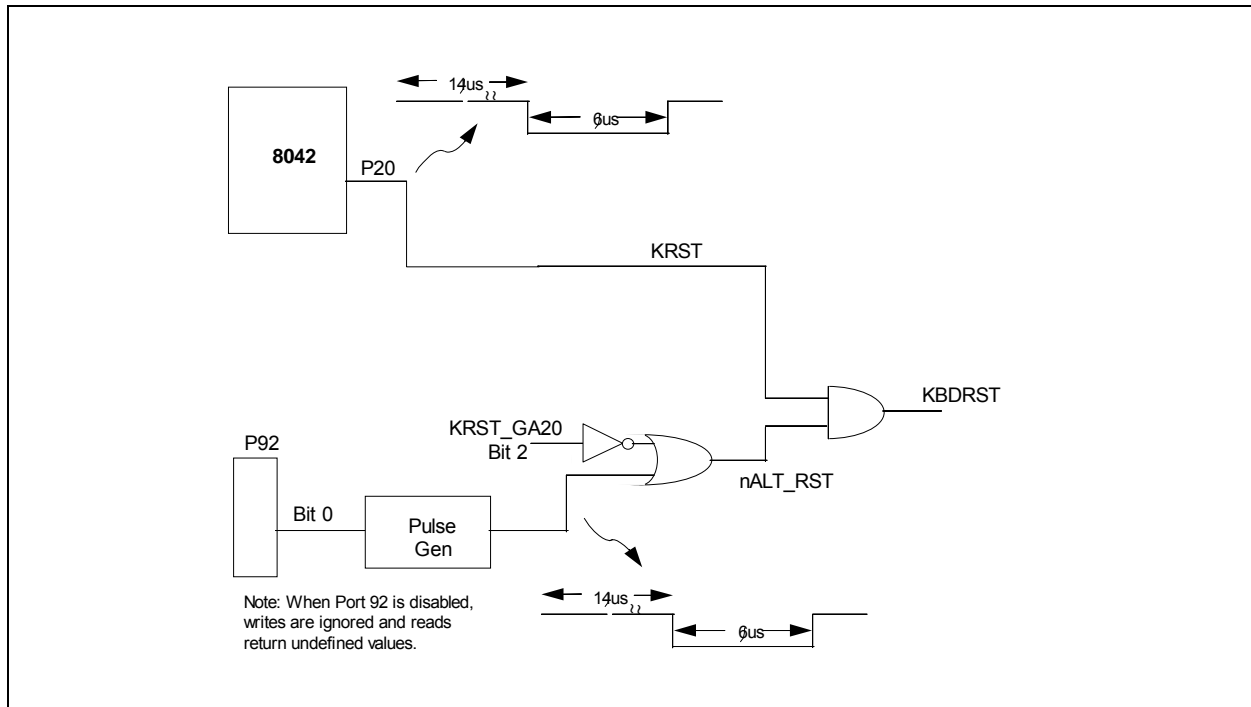 14us
6us
8042
P20
KRST
KBDRST
KRST_GA20
Bit 2
nALT_RST
P92
Bit 0
Pulse
Gen
14us
6us
Note: When Port 92 is disabled,
writes are ignored and reads
return undefined values.